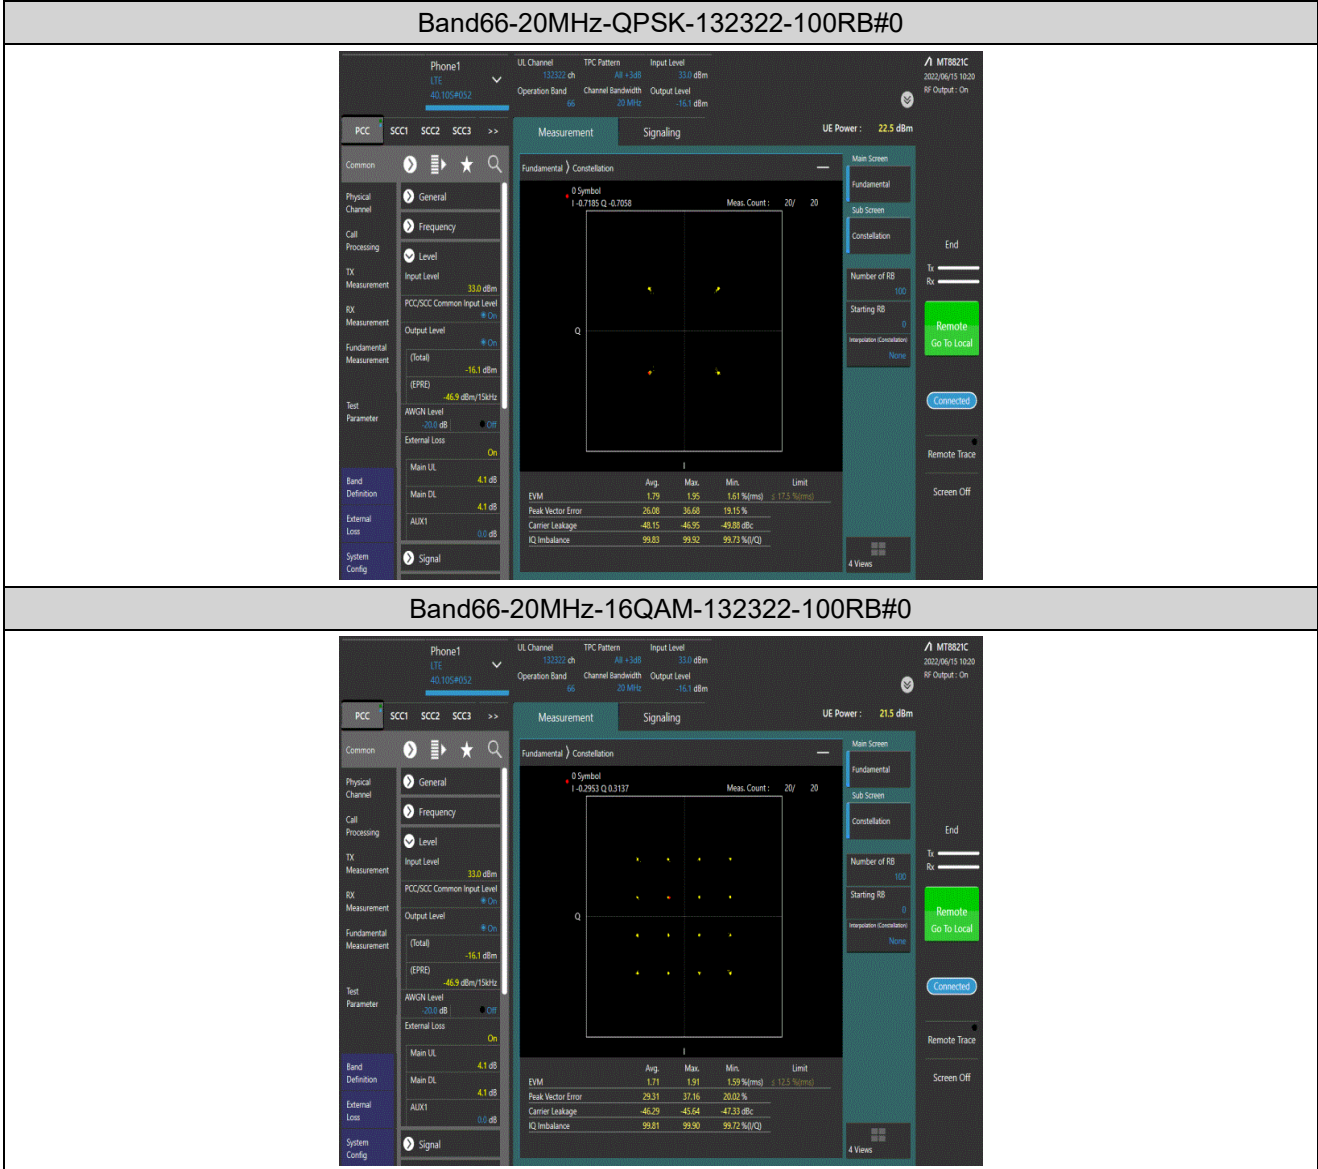 Band66-20MHz-QPSK-132322-100RB#0
Phone1
LTE
40.105#052
UL Channel TPC Pattern Input Level
132322 ch All +3dB 33.0 dBm
Operation Band Channel Bandwidth Output Level
66 20 MHz -16.1 dBm
MT8821C
2022/06/15 10:20
RF Output : On
PCC SCC1 SCC2 SCC3 >>
Measurement Signaling
UE Power : 22.5 dBm
Common
Physical Channel
Call Processing
TX Measurement
RX Measurement
Fundamental Measurement
Test Parameter
Band Definition
External Loss
System Config
General
Frequency
Level
Input Level
33.0 dBm
PCC/SCC Common Input Level
On
Output Level
On
(Total)
-16.1 dBm
(EPRE)
-46.9 dBm/15kHz
AWGN Level
-20.0 dB Off
External Loss
On
Main UL
4.1 dB
Main DL
4.1 dB
AUX1
0.0 dB
Signal
Fundamental Constellation
0 Symbol
I -0.7185 Q -0.7058 Meas. Count : 20/ 20
Q
I
Avg. Max. Min. Limit
EVM 1.79 1.95 1.61 %(rms) ≤ 17.5 %(rms)
Peak Vector Error 26.08 36.68 19.15 %
Carrier Leakage -48.15 -46.95 -49.88 dBc
IQ Imbalance 99.83 99.92 99.73 %(I/Q)
Main Screen
Fundamental
Sub Screen
Constellation
Number of RB
100
Starting RB
0
Interpolation (Constellation)
None
4 Views
End
Tx
Rx
Remote
Go To Local
Connected
Remote Trace
Screen Off
Band66-20MHz-16QAM-132322-100RB#0
Phone1
LTE
40.105#052
UL Channel TPC Pattern Input Level
132322 ch All +3dB 33.0 dBm
Operation Band Channel Bandwidth Output Level
66 20 MHz -16.1 dBm
MT8821C
2022/06/15 10:20
RF Output : On
PCC SCC1 SCC2 SCC3 >>
Measurement Signaling
UE Power : 21.5 dBm
Common
Physical Channel
Call Processing
TX Measurement
RX Measurement
Fundamental Measurement
Test Parameter
Band Definition
External Loss
System Config
General
Frequency
Level
Input Level
33.0 dBm
PCC/SCC Common Input Level
On
Output Level
On
(Total)
-16.1 dBm
(EPRE)
-46.9 dBm/15kHz
AWGN Level
-20.0 dB Off
External Loss
On
Main UL
4.1 dB
Main DL
4.1 dB
AUX1
0.0 dB
Signal
Fundamental Constellation
0 Symbol
I -0.2953 Q 0.3137 Meas. Count : 20/ 20
Q
I
Avg. Max. Min. Limit
EVM 1.71 1.91 1.59 %(rms) ≤ 12.5 %(rms)
Peak Vector Error 29.31 37.16 20.02 %
Carrier Leakage -46.29 -45.64 -47.33 dBc
IQ Imbalance 99.81 99.90 99.72 %(I/Q)
Main Screen
Fundamental
Sub Screen
Constellation
Number of RB
100
Starting RB
0
Interpolation (Constellation)
None
4 Views
End
Tx
Rx
Remote
Go To Local
Connected
Remote Trace
Screen Off